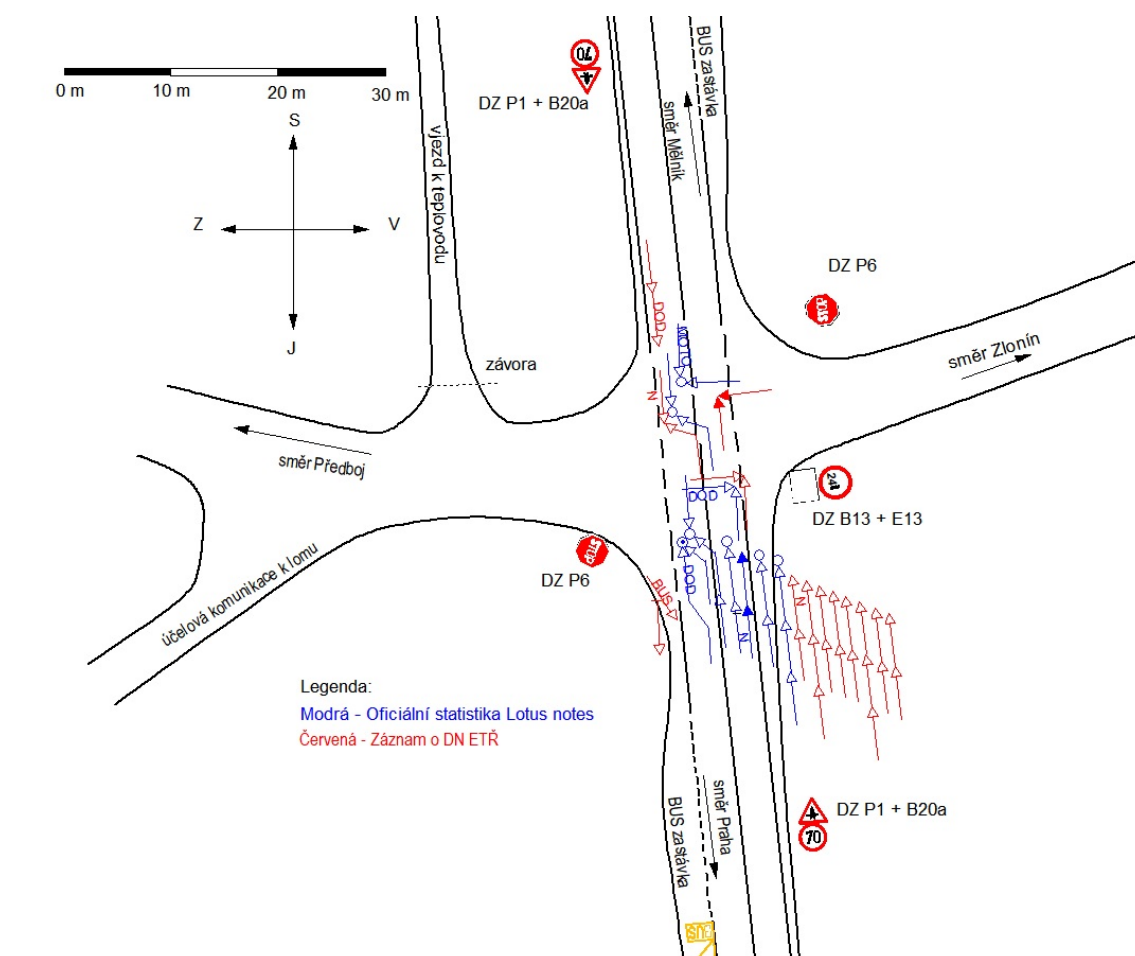 0 m
10 m
20 m
30 m
S
Z
V
J
70
DZ P1 + B20a
BUS zastávka
směr Mělník
vjezd k teplovodu
DZ P6
STOP
směr Zlonín
závora
DOD
MOTO
N
směr Předboj
DOD
24t
DZ B13 + E13
STOP
DZ P6
DOD
BUS
N
N
účelová komunikace k lomu
Legenda:
Modrá - Oficiální statistika Lotus notes
Červená - Záznam o DN ETŘ
BUS zastávka
směr Praha
DZ P1 + B20a
70
BUS